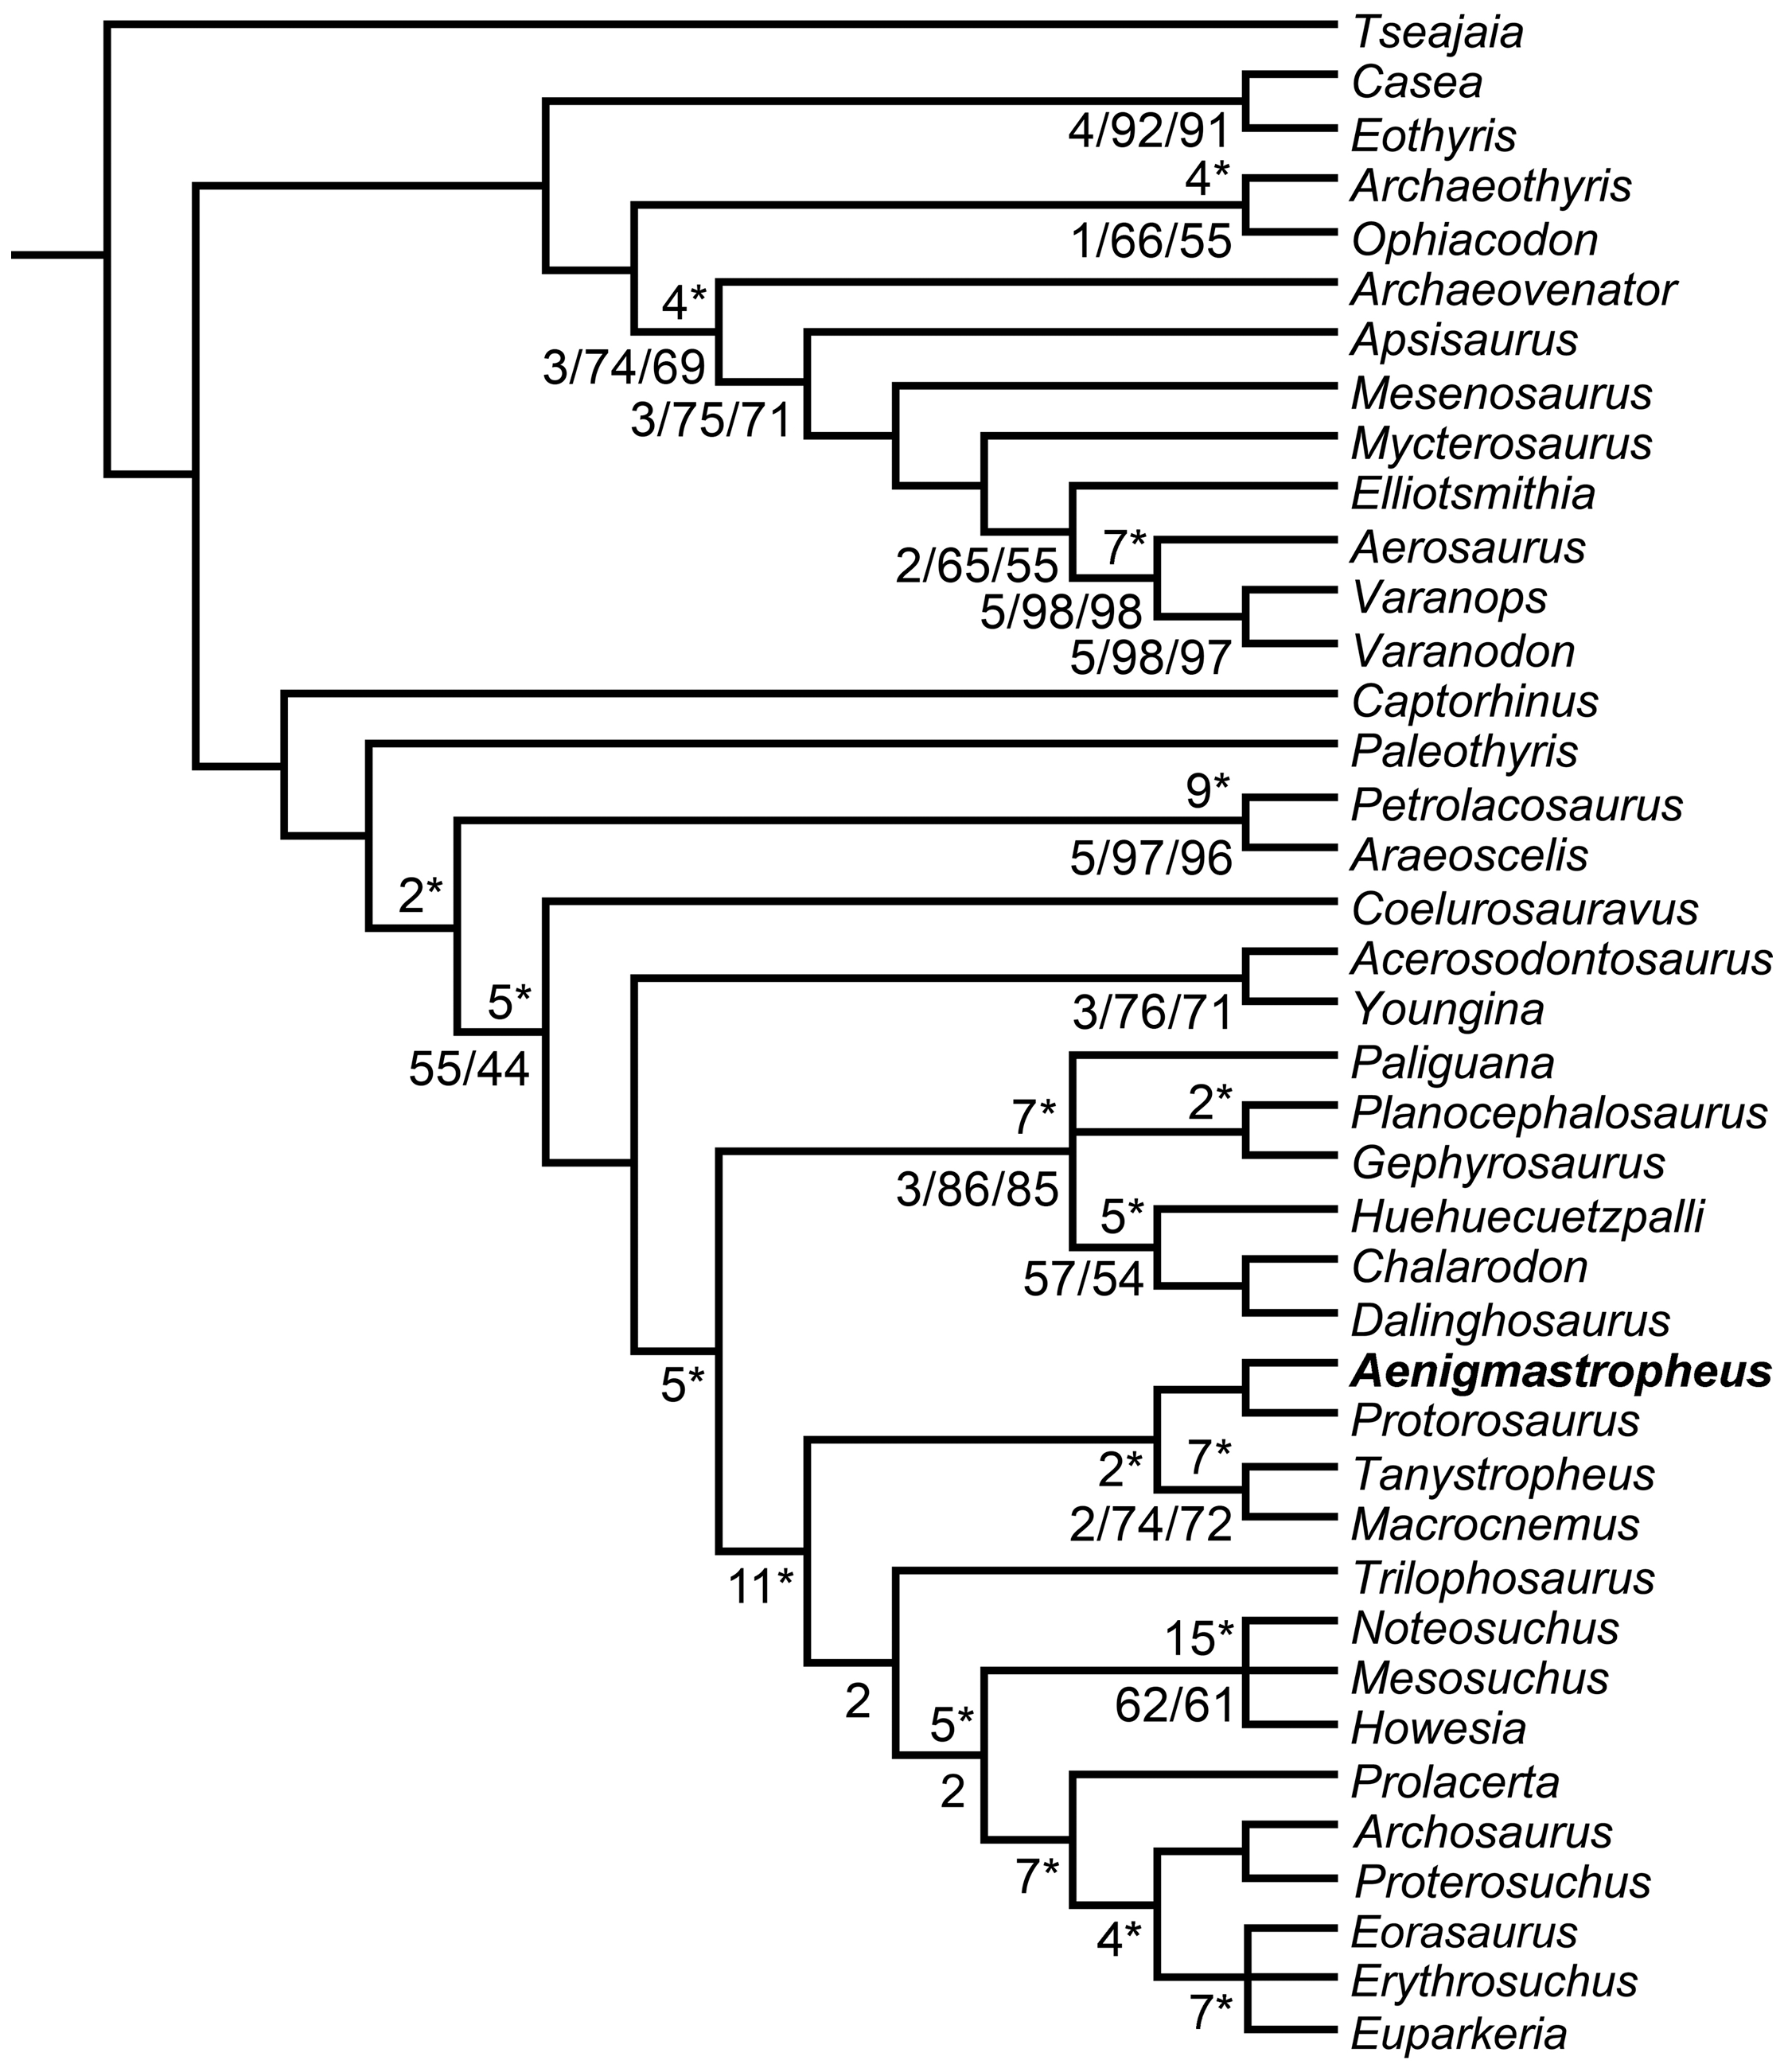 Tseajaia
Casea
4/92/91
Eothyris
4*
Archaeothyris
1/66/55
Ophiacodon
Archaeovenator
4*
Apsisaurus
3/74/69
Mesenosaurus
3/75/71
Mycterosaurus
Elliotsmithia
7*
Aerosaurus
2/65/55
Varanops
5/98/98
Varanodon
5/98/97
Captorhinus
Paleothyris
9*
Petrolacosaurus
5/97/96
Araeoscelis
2*
Coelurosauravus
Acerosodontosaurus
5*
3/76/71
Youngina
55/44
Paliguana
7*
2*
Planocephalosaurus
Gephyrosaurus
3/86/85
5*
Huehuecuetzpalli
57/54
Chalarodon
Dalinghosaurus
5*
Aenigmastropheus
Protorosaurus
2*
7*
Tanystropheus
2/74/72
Macrocnemus
11*
Trilophosaurus
15*
Noteosuchus
2
Mesosuchus
62/61
5*
Howesia
2
Prolacerta
7*
Archosaurus
Proterosuchus
4*
Eorasaurus
Erythrosuchus
7*
Euparkeria